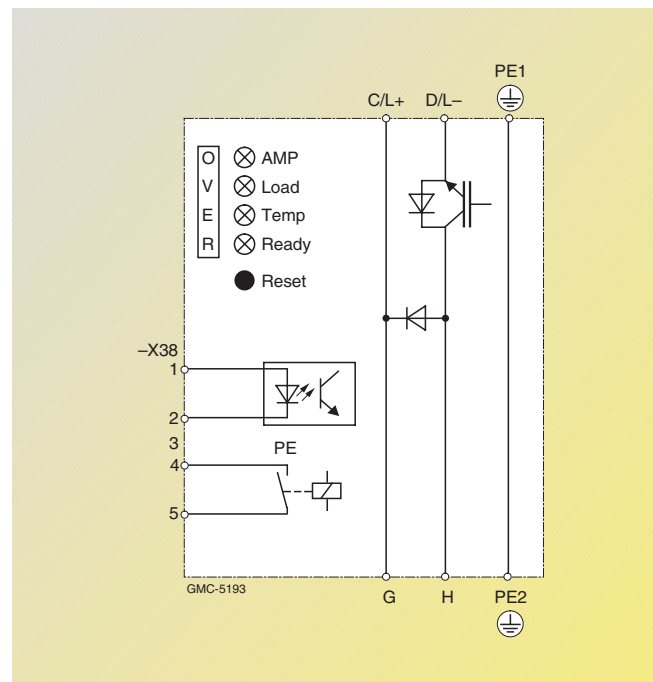 PE1
C/L+ D/L–
O AMP
V Load
E Temp
R Ready
Reset
–X38
1
2
3 PE
4
5
GMC-5193
G H PE2